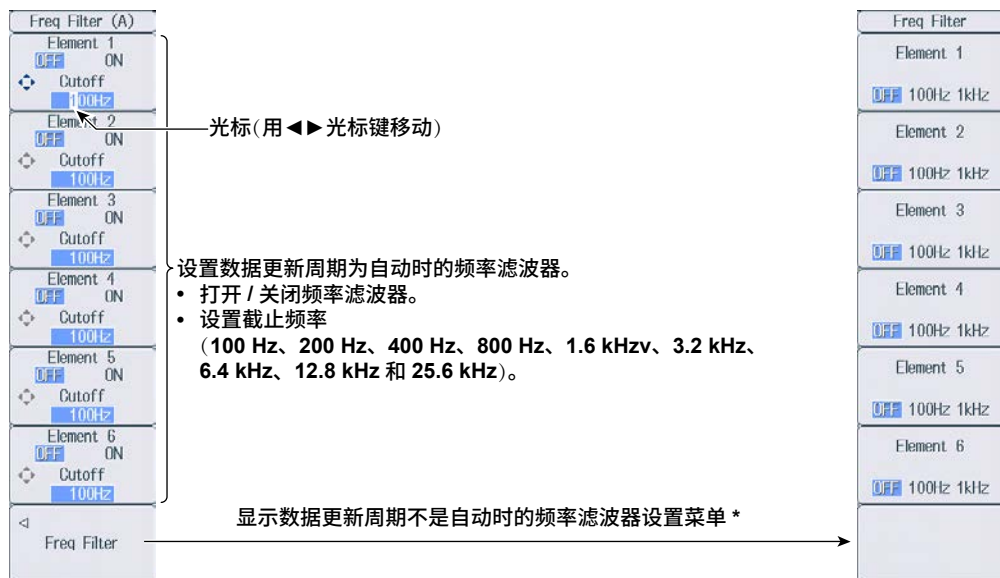 Freq Filter (A)
Element 1
OFF ON
Cutoff
100Hz
Element 2
OFF ON
Cutoff
100Hz
Element 3
OFF ON
Cutoff
100Hz
Element 4
OFF ON
Cutoff
100Hz
Element 5
OFF ON
Cutoff
100Hz
Element 6
OFF ON
Cutoff
100Hz
Freq Filter
光标(用◀▶光标键移动)
设置数据更新周期为自动时的频率滤波器。
• 打开 / 关闭频率滤波器。
• 设置截止频率
(100 Hz、200 Hz、400 Hz、800 Hz、1.6 kHzv、3.2 kHz、
6.4 kHz、12.8 kHz 和 25.6 kHz)。
显示数据更新周期不是自动时的频率滤波器设置菜单 *
Freq Filter
Element 1
OFF 100Hz 1kHz
Element 2
OFF 100Hz 1kHz
Element 3
OFF 100Hz 1kHz
Element 4
OFF 100Hz 1kHz
Element 5
OFF 100Hz 1kHz
Element 6
OFF 100Hz 1kHz